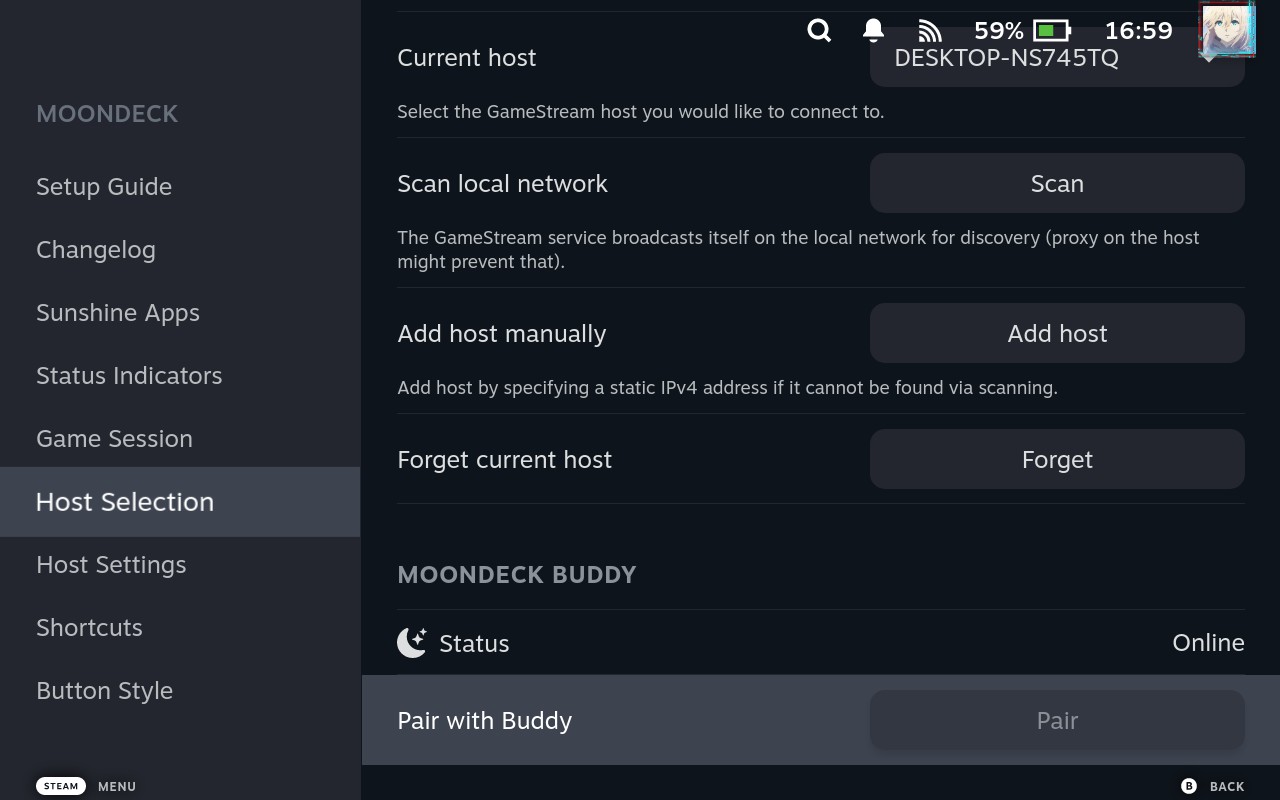 59%
16:59
MOONDECK
Setup Guide
Changelog
Sunshine Apps
Status Indicators
Game Session
Host Selection
Host Settings
Shortcuts
Button Style
Current host
DESKTOP-NS745TQ
Select the GameStream host you would like to connect to.
Scan local network
Scan
The GameStream service broadcasts itself on the local network for discovery (proxy on the host
might prevent that).
Add host manually
Add host
Add host by specifying a static IPv4 address if it cannot be found via scanning.
Forget current host
Forget
MOONDECK BUDDY
Status
Online
Pair with Buddy
Pair
STEAM MENU
B BACK